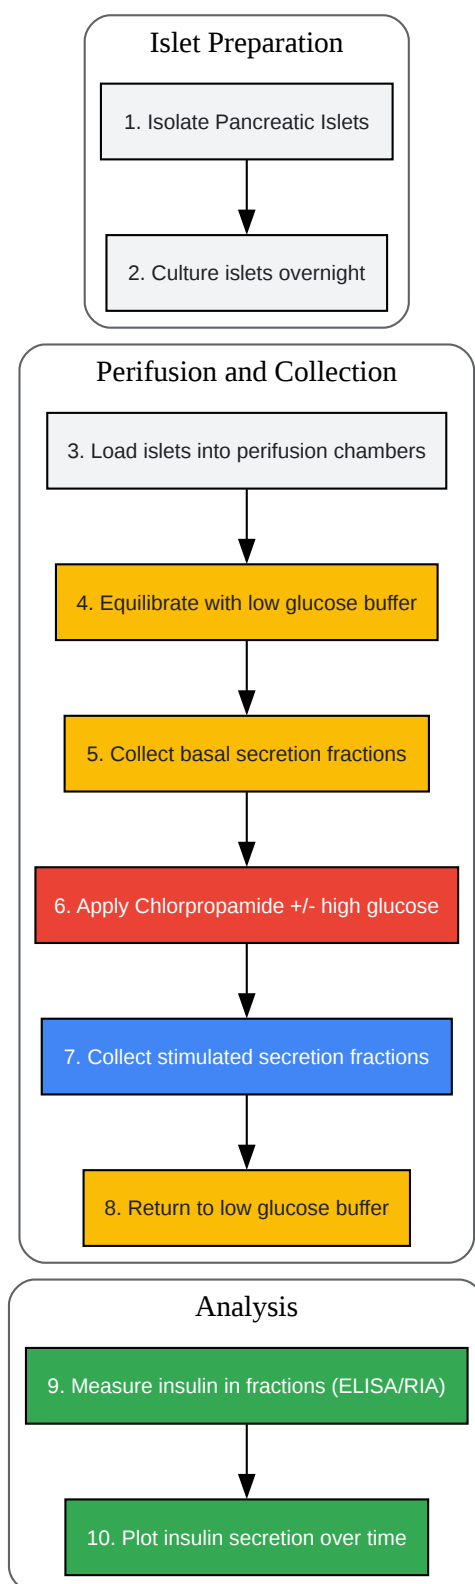 Islet Preparation
1. Isolate Pancreatic Islets
2. Culture islets overnight
Perifusion and Collection
3. Load islets into perifusion chambers
4. Equilibrate with low glucose buffer
5. Collect basal secretion fractions
6. Apply Chlorpropamide +/- high glucose
7. Collect stimulated secretion fractions
8. Return to low glucose buffer
Analysis
9. Measure insulin in fractions (ELISA/RIA)
10. Plot insulin secretion over time